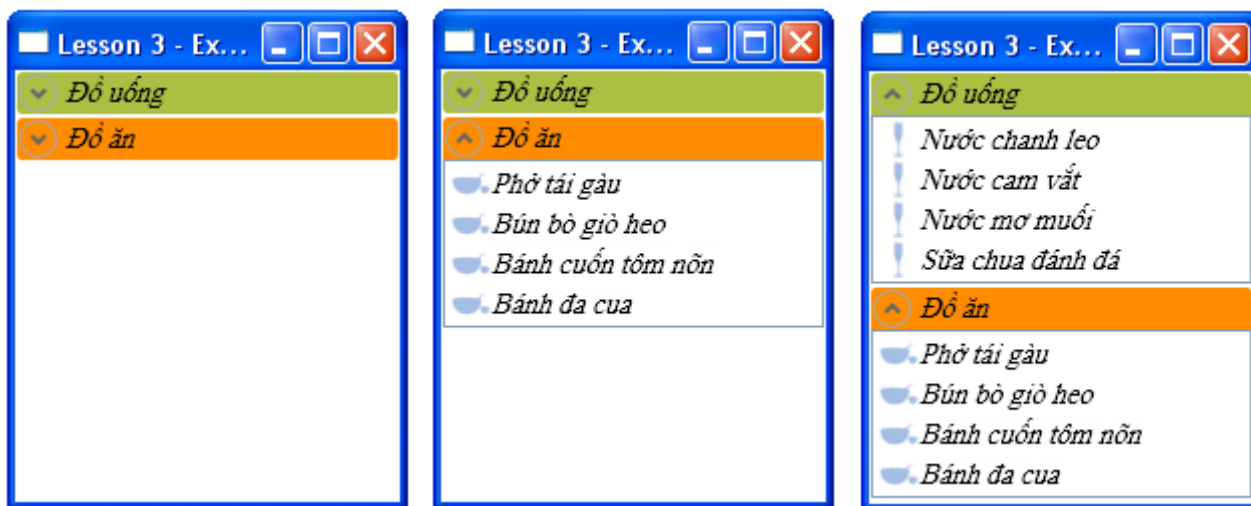 Lesson 3 - Ex...
Đồ uống
Đồ ăn
Lesson 3 - Ex...
Đồ uống
Đồ ăn
Phở tái gàu
Bún bò giò heo
Bánh cuốn tôm nõn
Bánh đa cua
Lesson 3 - Ex...
Đồ uống
Nước chanh leo
Nước cam vắt
Nước mơ muối
Sữa chua đánh đá
Đồ ăn
Phở tái gàu
Bún bò giò heo
Bánh cuốn tôm nõn
Bánh đa cua